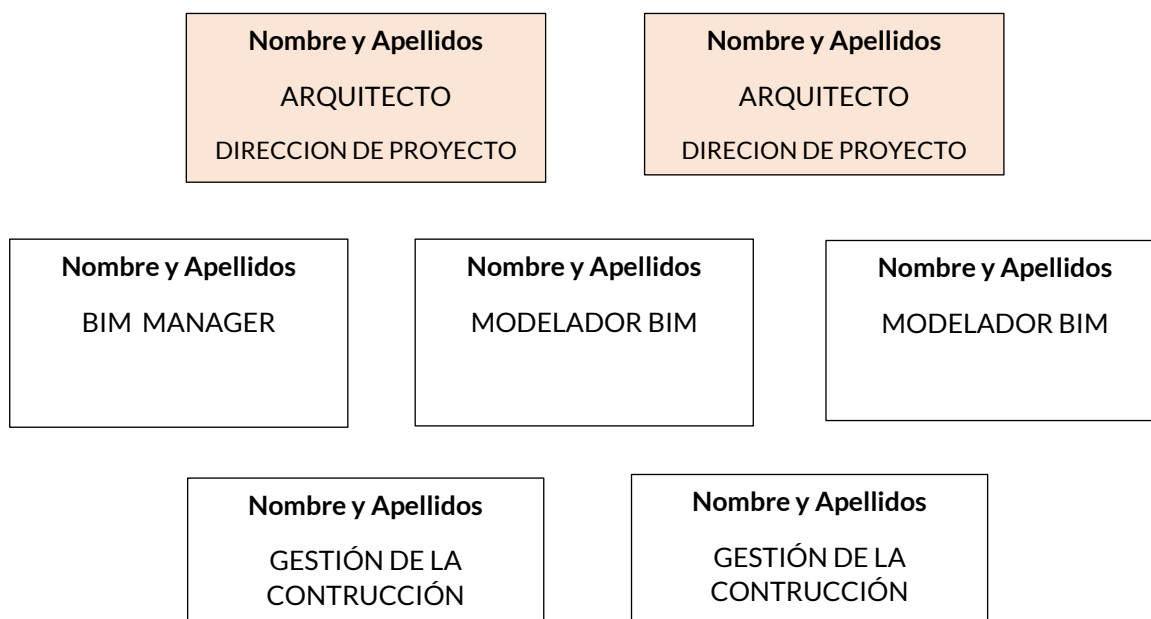 Nombre y Apellidos
ARQUITECTO
DIRECCION DE PROYECTO
Nombre y Apellidos
ARQUITECTO
DIRECION DE PROYECTO
Nombre y Apellidos
BIM MANAGER
Nombre y Apellidos
MODELADOR BIM
Nombre y Apellidos
MODELADOR BIM
Nombre y Apellidos
GESTIÓN DE LA
CONTRUCCIÓN
Nombre y Apellidos
GESTIÓN DE LA
CONTRUCCIÓN